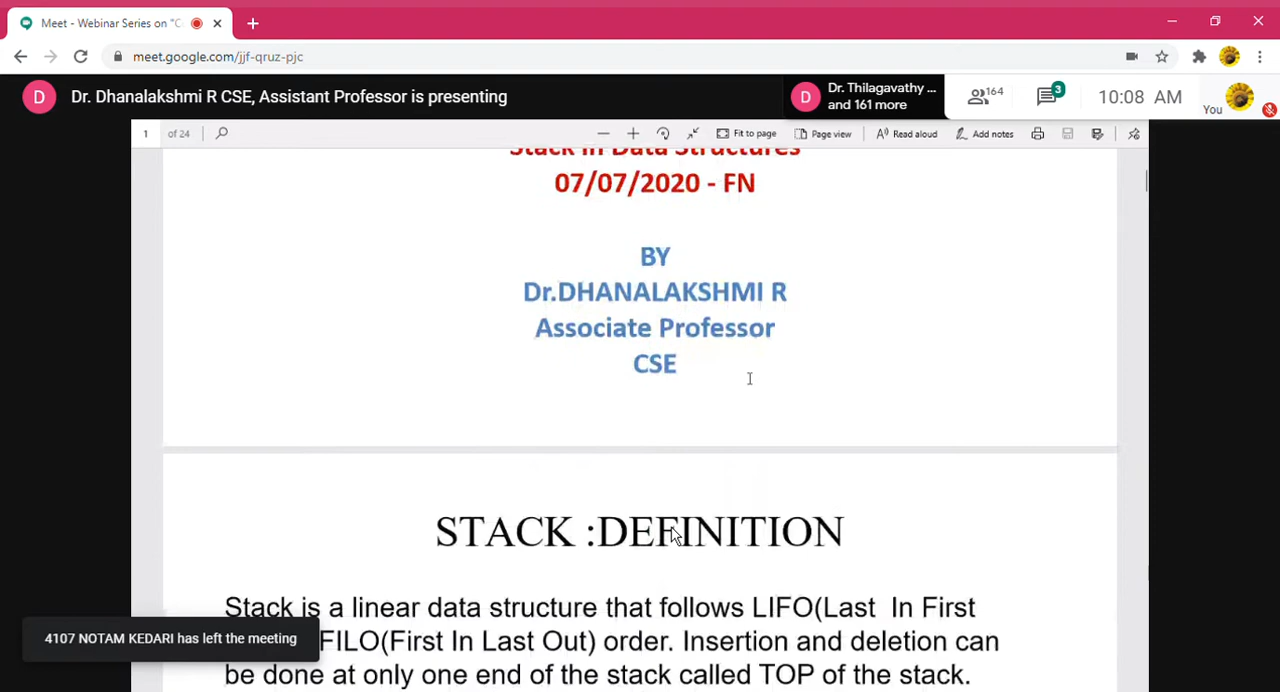 Meet - Webinar Series on "C
meet.google.com/jjf-qruz-pjc
D Dr. Dhanalakshmi R CSE, Assistant Professor is presenting
D Dr. Thilagavathy ...
and 161 more
164
3
10:08 AM
You
1 of 24
Fit to page
Page view
Read aloud
Add notes
Stack in Data Structures
07/07/2020 - FN
BY
Dr.DHANALAKSHMI R
Associate Professor
CSE
STACK :DEFINITION
Stack is a linear data structure that follows LIFO(Last In First
FILO(First In Last Out) order. Insertion and deletion can
be done at only one end of the stack called TOP of the stack.
4107 NOTAM KEDARI has left the meeting